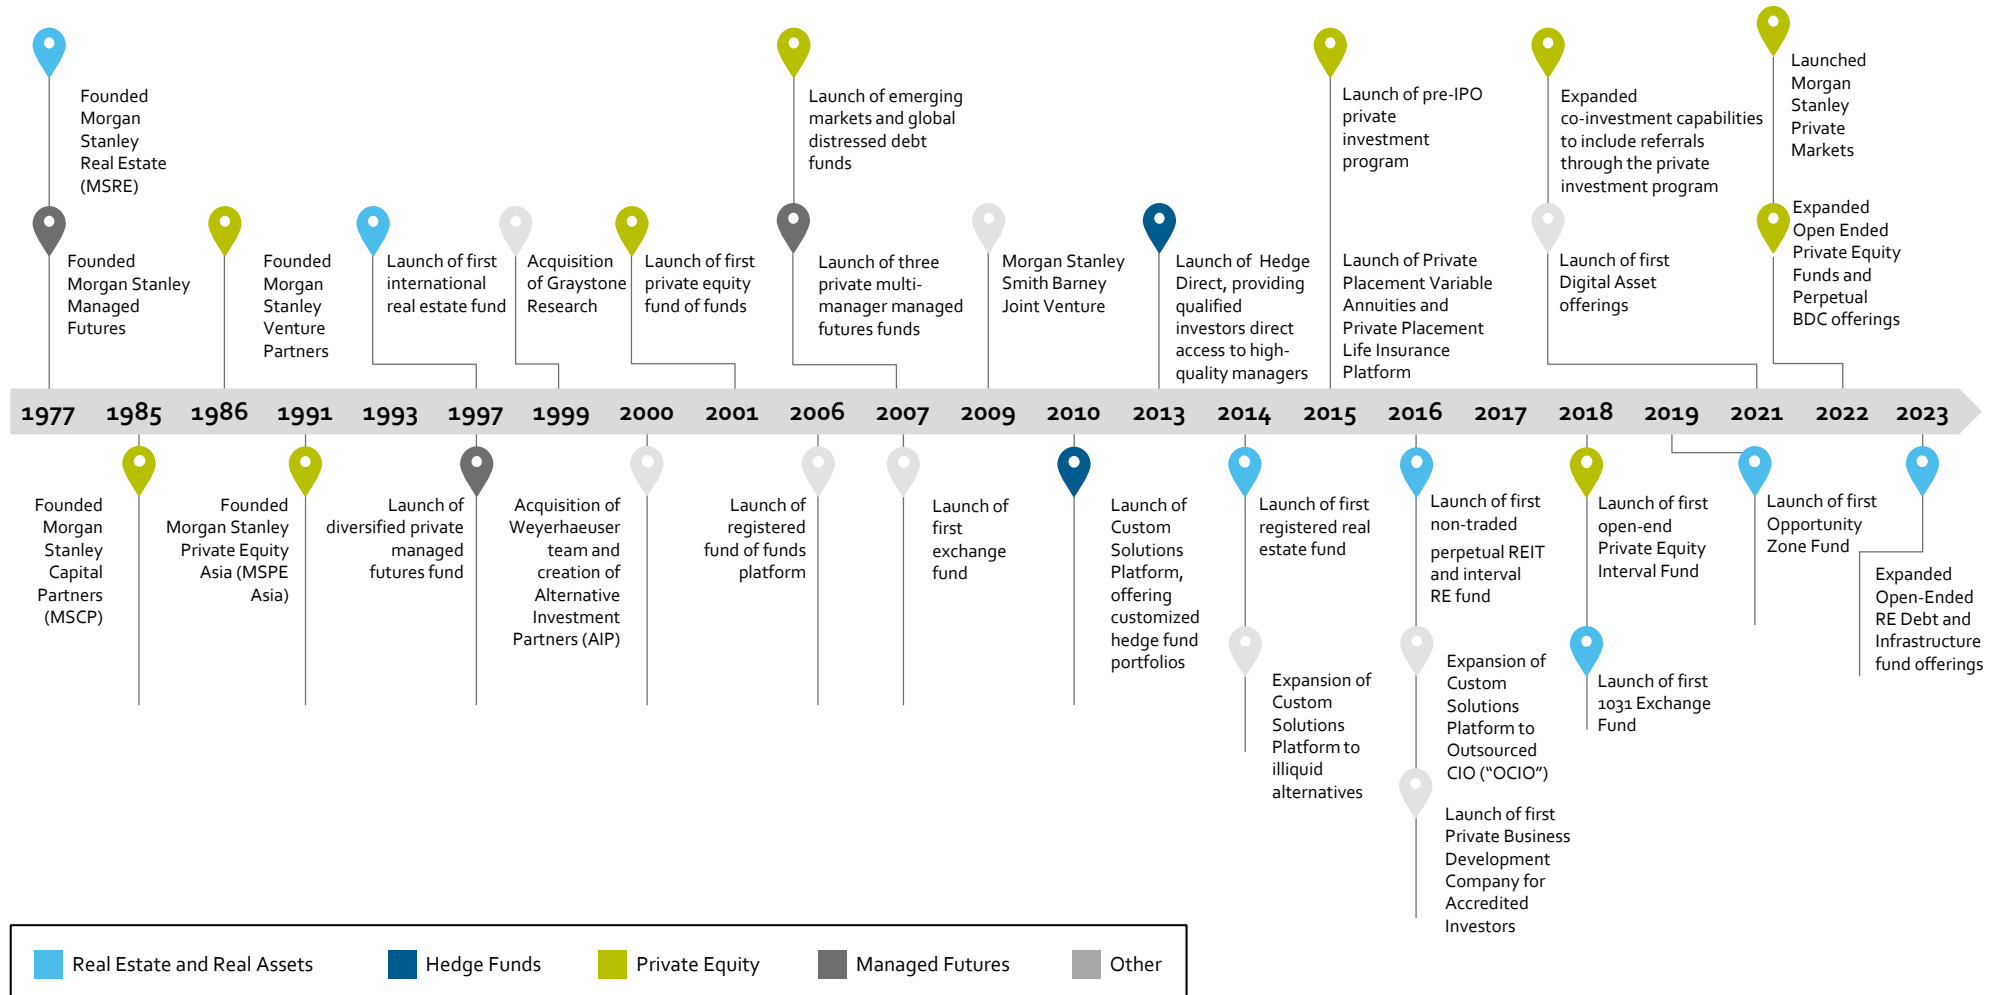 Founded
Morgan
Stanley
Real Estate
(MSRE)
Founded
Morgan Stanley
Managed
Futures
Founded
Morgan
Stanley
Venture
Partners
Launch of first
international
real estate fund
Acquisition
of Graystone
Research
Launch of first
private equity
fund of funds
Launch of emerging
markets and global
distressed debt
funds
Launch of three
private multi-
manager managed
futures funds
Morgan Stanley
Smith Barney
Joint Venture
Launch of Hedge
Direct, providing
qualified
investors direct
access to high-
quality managers
Launch of pre-IPO
private
investment
program
Launch of Private
Placement Variable
Annuities and
Private Placement
Life Insurance
Platform
Expanded
co-investment capabilities
to include referrals
through the private
investment program
Launch of first
Digital Asset
offerings
Launched
Morgan
Stanley
Private
Markets
Expanded
Open Ended
Private Equity
Funds and
Perpetual
BDC offerings
1977 1985 1986 1991 1993 1997 1999 2000 2001 2006 2007 2009 2010 2013 2014 2015 2016 2017 2018 2019 2021 2022 2023
Founded
Morgan
Stanley
Capital
Partners
(MSCP)
Founded
Morgan Stanley
Private Equity
Asia (MSPE
Asia)
Launch of
diversified private
managed
futures fund
Acquisition of
Weyerhaeuser
team and
creation of
Alternative
Investment
Partners (AIP)
Launch of
registered
fund of funds
platform
Launch of
first
exchange
fund
Launch of
Custom
Solutions
Platform,
offering
customized
hedge fund
portfolios
Launch of first
registered real
estate fund
Expansion of
Custom
Solutions
Platform to
illiquid
alternatives
Launch of first
non-traded
perpetual REIT
and interval
RE fund
Expansion of
Custom
Solutions
Platform to
Outsourced
CIO (“OCIO”)
Launch of first
Private Business
Development
Company for
Accredited
Investors
Launch of first
open-end
Private Equity
Interval Fund
Launch of first
1031 Exchange
Fund
Launch of first
Opportunity
Zone Fund
Expanded
Open-Ended
RE Debt and
Infrastructure
fund offerings
Real Estate and Real Assets
Hedge Funds
Private Equity
Managed Futures
Other